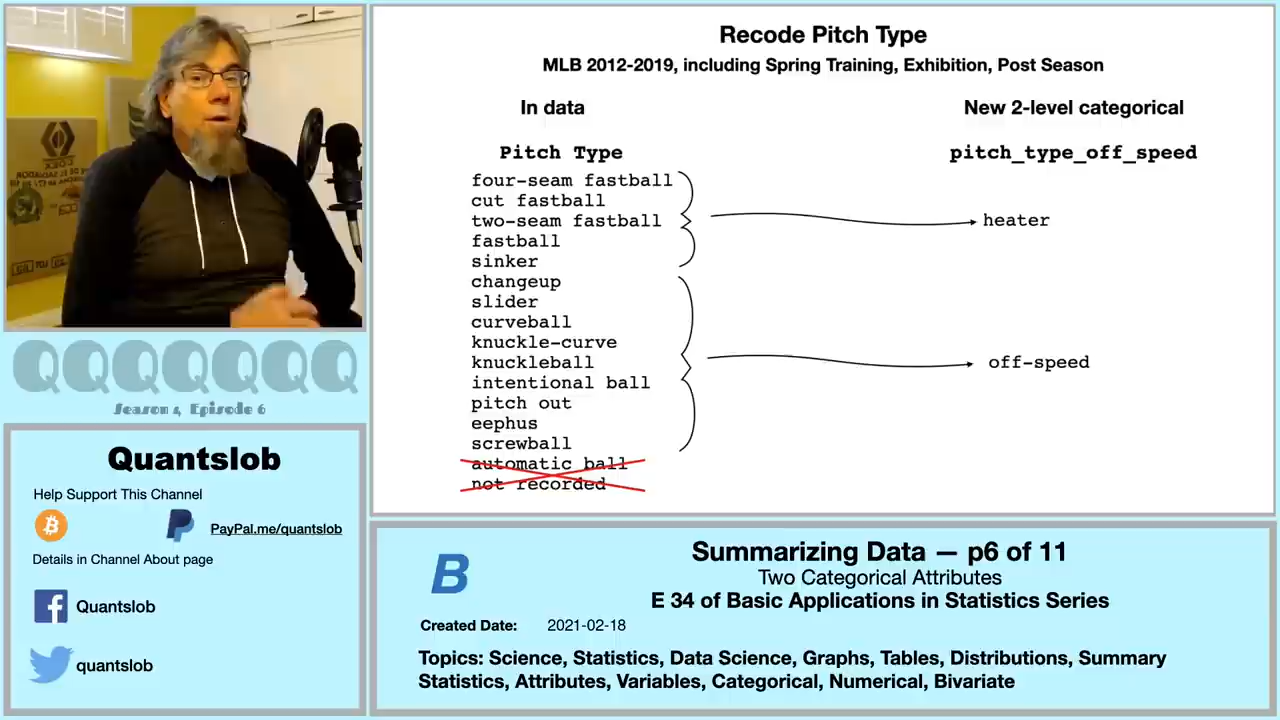 Recode Pitch Type
MLB 2012-2019, including Spring Training, Exhibition, Post Season
In data
New 2-level categorical
Pitch Type
pitch_type_off_speed
four-seam fastball
cut fastball
two-seam fastball
heater
fastball
sinker
changeup
slider
curveball
knuckle-curve
knuckleball
off-speed
intentional ball
pitch out
eephus
screwball
automatic ball
not recorded
QQQQQQQ
Season 4, Episode 6
Quantslob
Help Support This Channel
PayPal.me/quantslob
Details in Channel About page
Quantslob
quantslob
B
Summarizing Data — p6 of 11
Two Categorical Attributes
E 34 of Basic Applications in Statistics Series
Created Date: 2021-02-18
Topics: Science, Statistics, Data Science, Graphs, Tables, Distributions, Summary
Statistics, Attributes, Variables, Categorical, Numerical, Bivariate